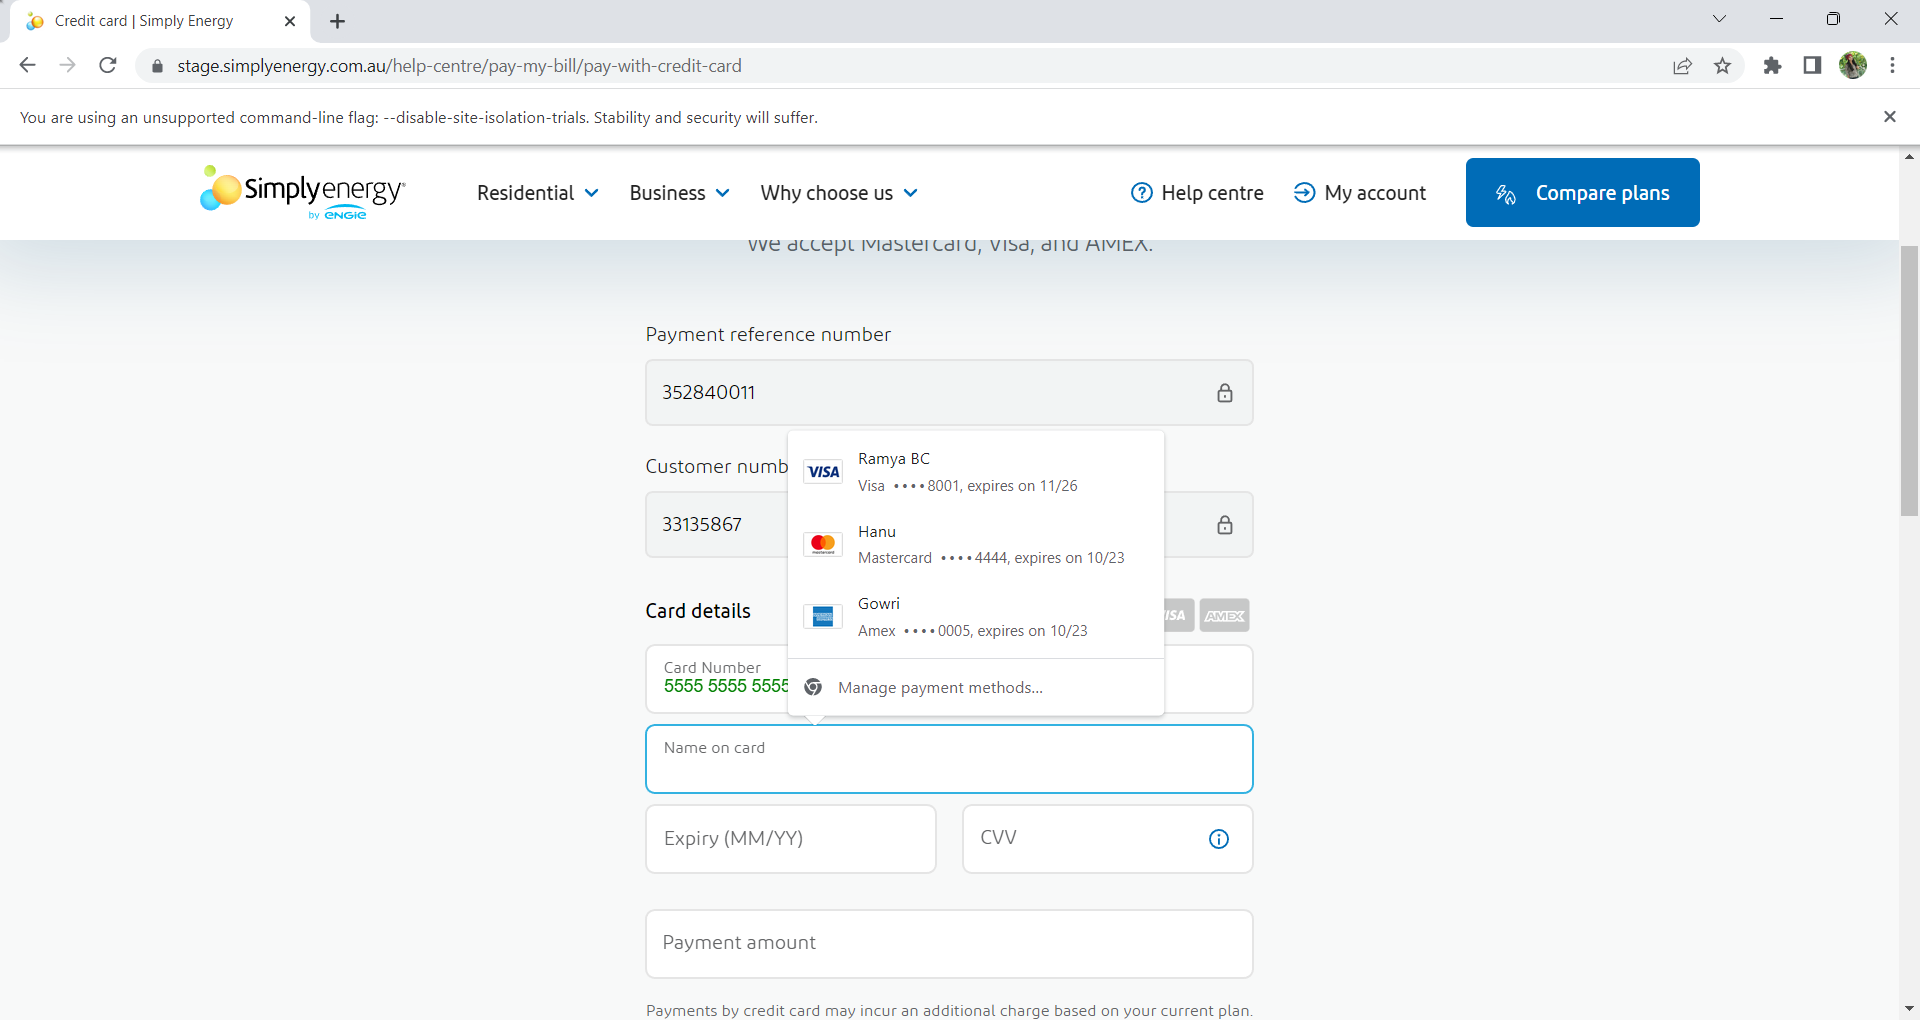 Credit card | Simply Energy
stage.simplyenergy.com.au/help-centre/pay-my-bill/pay-with-credit-card
You are using an unsupported command-line flag: --disable-site-isolation-trials. Stability and security will suffer.
Simplyenergy®
by ENGIE
Residential
Business
Why choose us
Help centre
My account
Compare plans
We accept Mastercard, Visa, and AMEX.
Payment reference number
352840011
Customer numb
33135867
Ramya BC
VISA
Visa ••••8001, expires on 11/26
Hanu
mastercard
Mastercard ••••4444, expires on 10/23
Gowri
Amex ••••0005, expires on 10/23
Manage payment methods...
Card details
ISA
AMEX
Card Number
5555 5555 5555
Name on card
Expiry (MM/YY)
CVV
Payment amount
Payments by credit card may incur an additional charge based on your current plan.